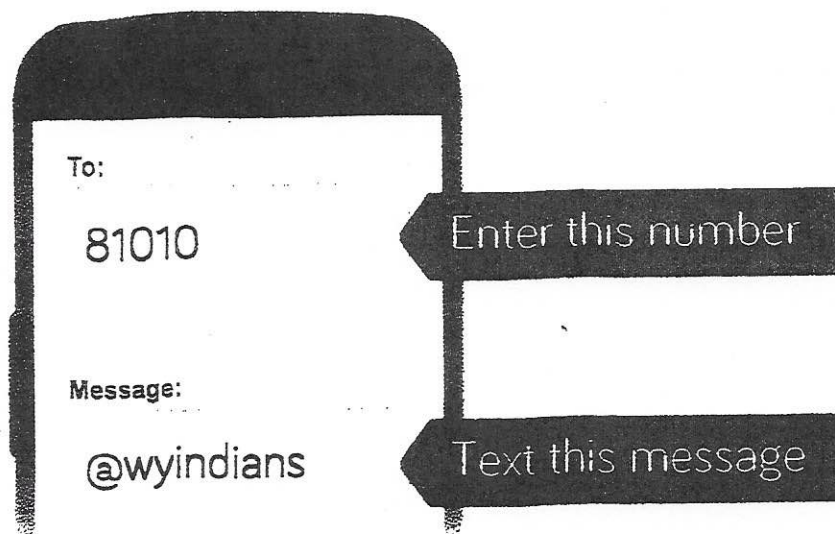 To:
81010
Enter this number
Message:
@wyindians
Text this message